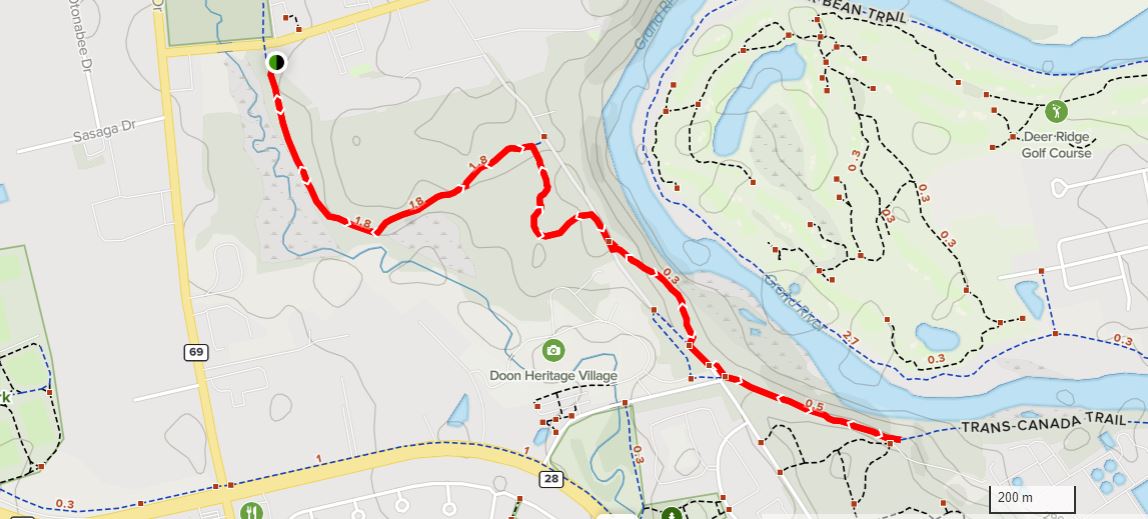 Otonabee Dr
Dr
Grand Ri
BEAN TRAIL
Sasaga Dr
Deer Ridge
Golf Course
1.8
1.8
1.8
0.3
0.3
0.3
0.3
0.3
Grand River
2.7
0.3
0.3
69
Doon Heritage Village
k
0.5
TRANS-CANADA TRAIL
1
1
0.3
28
0.3
200 m